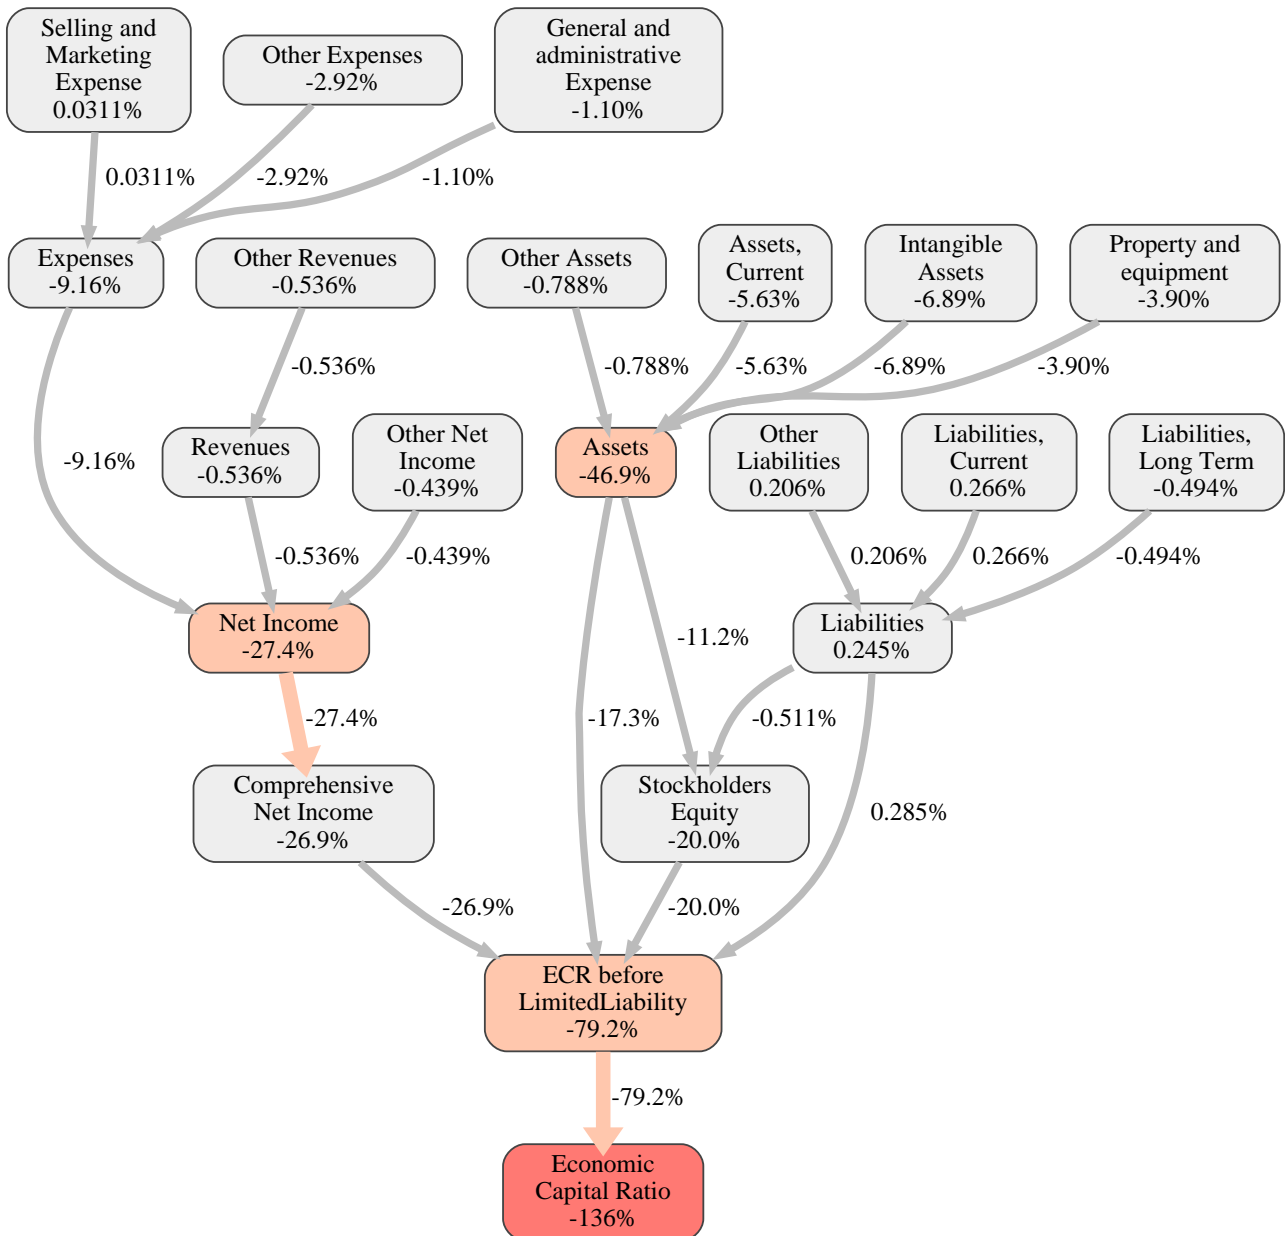 Selling and
Marketing
Expense
0.0311%
Other Expenses
-2.92%
General and
administrative
Expense
-1.10%
0.0311%
-2.92%
-1.10%
Expenses
-9.16%
Other Revenues
-0.536%
Other Assets
-0.788%
Assets,
Current
-5.63%
Intangible
Assets
-6.89%
Property and
equipment
-3.90%
-0.536%
-0.788%
-5.63%
-6.89%
-3.90%
-9.16%
Revenues
-0.536%
Other Net
Income
-0.439%
Assets
-46.9%
Other
Liabilities
0.206%
Liabilities,
Current
0.266%
Liabilities,
Long Term
-0.494%
-0.536%
-0.439%
0.206%
0.266%
-0.494%
Net Income
-27.4%
-11.2%
Liabilities
0.245%
-27.4%
-17.3%
-0.511%
0.285%
Comprehensive
Net Income
-26.9%
Stockholders
Equity
-20.0%
-26.9%
-20.0%
ECR before
LimitedLiability
-79.2%
-79.2%
Economic
Capital Ratio
-136%